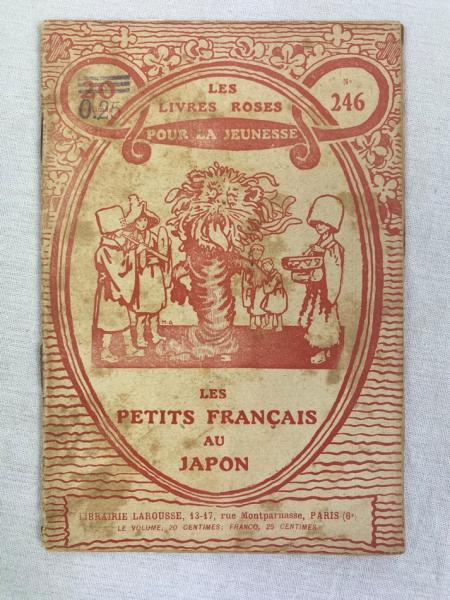 LES
LIVRES ROSES
POUR LA JEUNESSE
20
0.25
N°
246
M.G.
LES
PETITS FRANÇAIS
AU
JAPON
LIBRAIRIE LAROUSSE, 13-17, rue Montparnasse, PARIS (6e)
LE VOLUME, 20 CENTIMES; FRANCO, 25 CENTIMES